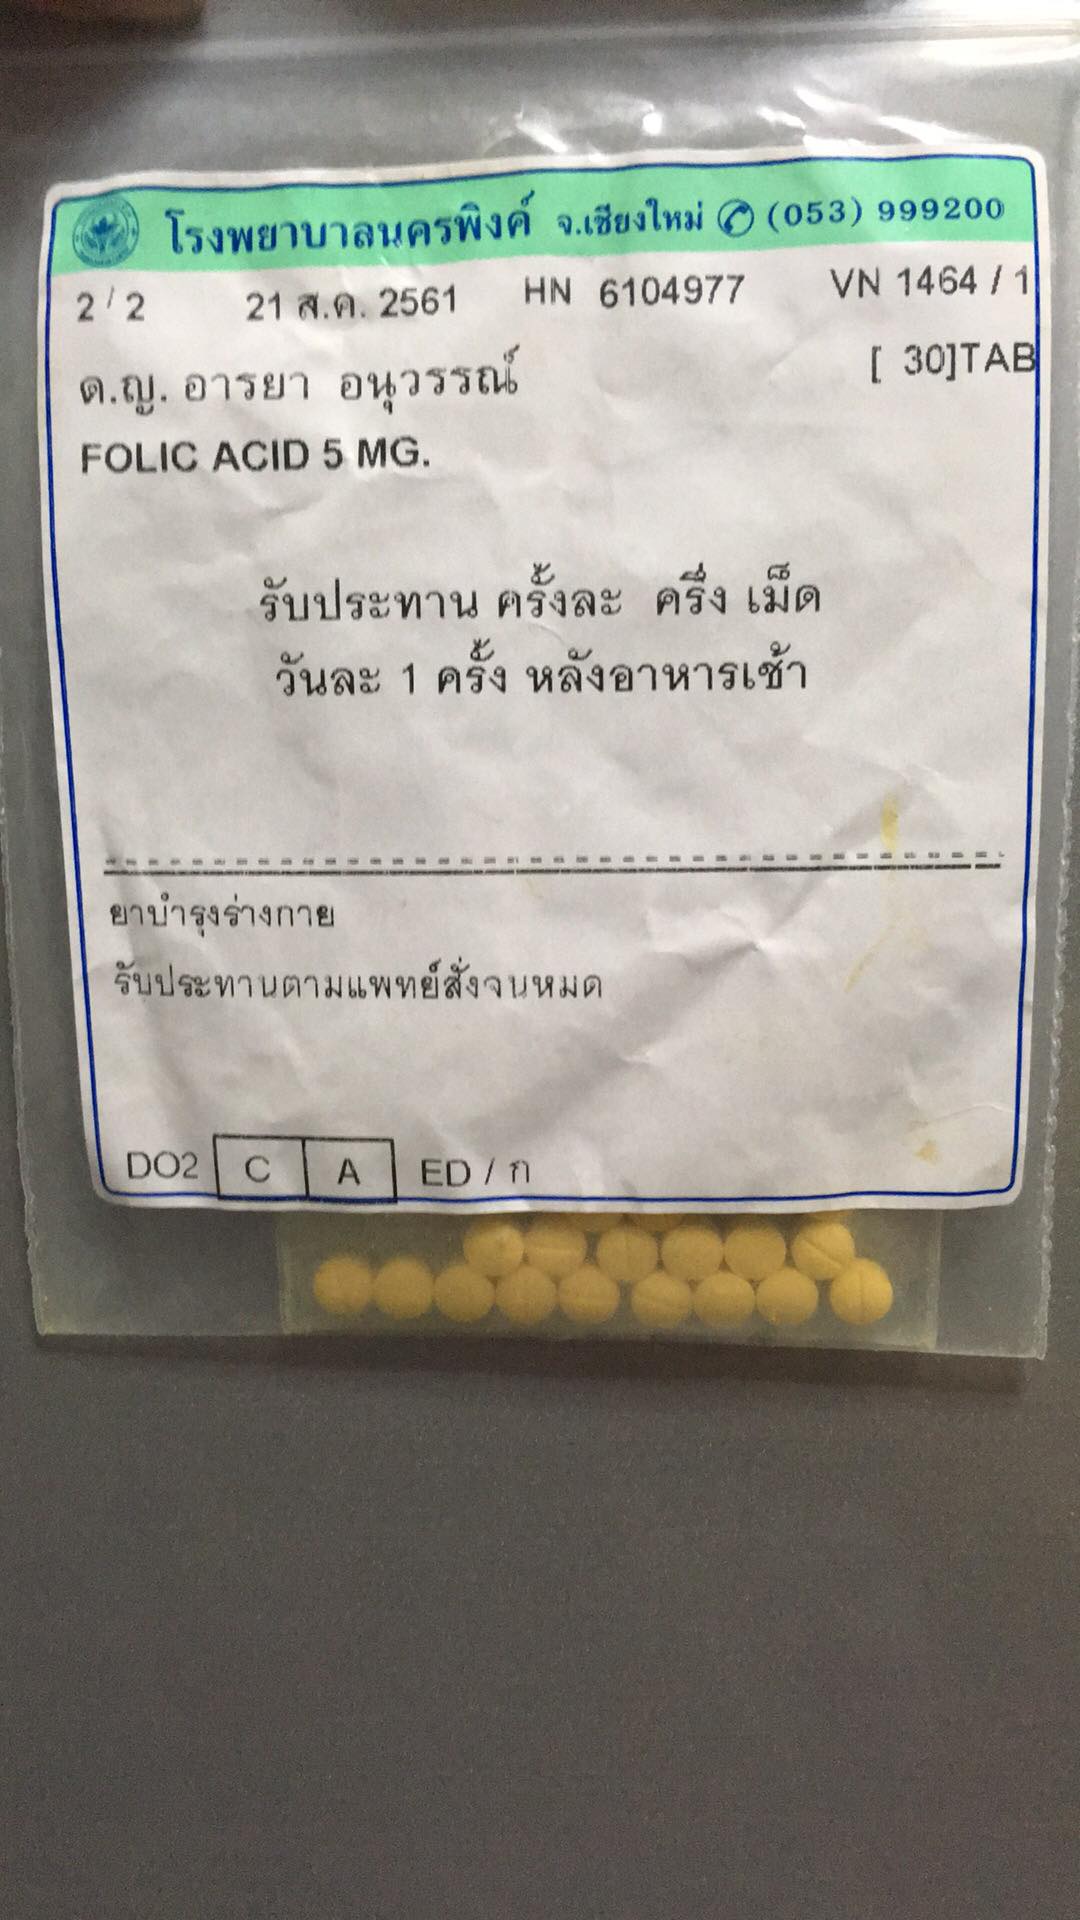 โรงพยาบาลนครพิงค์ จ.เชียงใหม่ ✆ (053) 999200
2 / 2 21 ส.ค. 2561 HN 6104977 VN 1464 / 1
[ 30]TAB
ด.ญ. อารยา อนุวรรณ์
FOLIC ACID 5 MG.
รับประทาน ครั้งละ ครึ่ง เม็ด
วันละ 1 ครั้ง หลังอาหารเช้า
ยาบำรุงร่างกาย
รับประทานตามแพทย์สั่งจนหมด
DO2 C A ED / ก